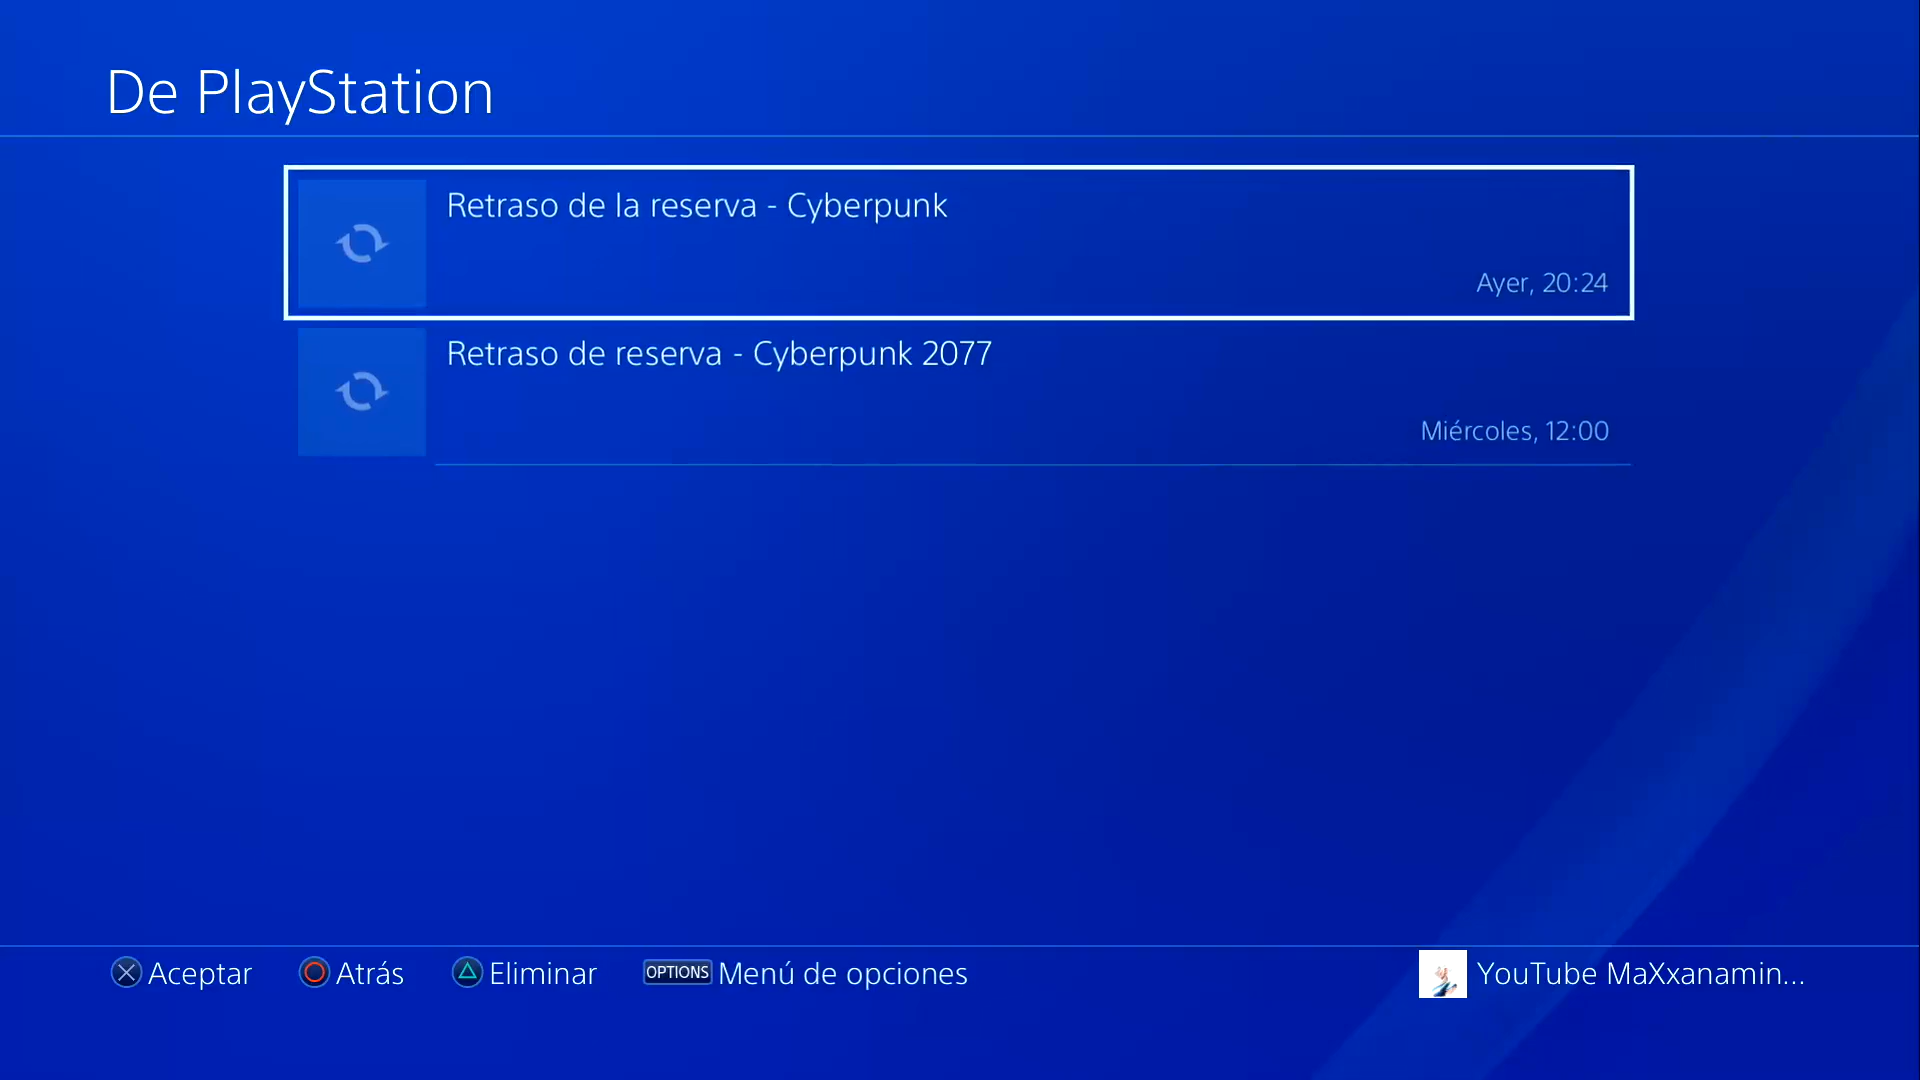 De PlayStation
Retraso de la reserva - Cyberpunk
Ayer, 20:24
Retraso de reserva - Cyberpunk 2077
Miércoles, 12:00
Aceptar Atrás Eliminar OPTIONS Menú de opciones YouTube MaXxanamin...